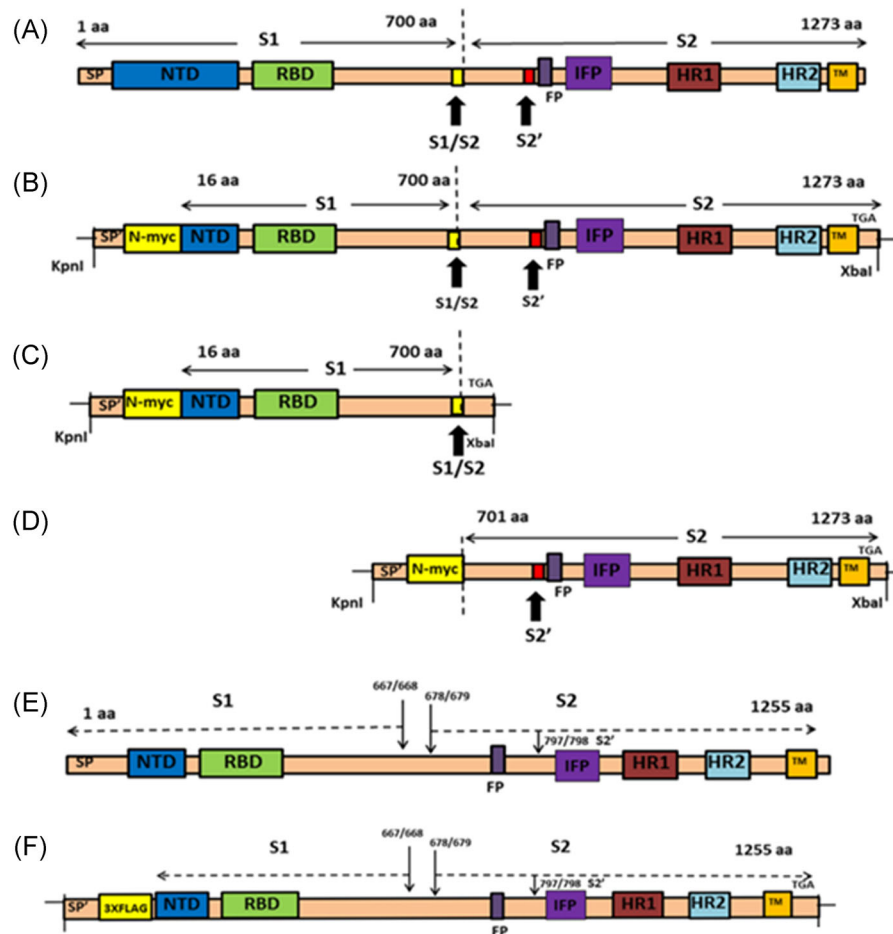 (A)
1 aa S1 700 aa S2 1273 aa
SP NTD RBD IFP HR1 HR2 TM
FP
S1/S2 S2’
(B)
16 aa S1 700 aa S2 1273 aa
TGA
SP’ N-myc NTD RBD IFP HR1 HR2 TM
KpnI FP XbaI
S1/S2 S2’
(C)
16 aa S1 700 aa
TGA
SP’ N-myc NTD RBD
KpnI XbaI
S1/S2
(D)
701 aa S2 1273 aa
TGA
SP’ N-myc IFP HR1 HR2 TM
KpnI FP XbaI
S2’
(E)
S1 667/668 678/679 S2
1 aa 1255 aa
797/798 S2’
SP NTD RBD IFP HR1 HR2 TM
FP
(F)
667/668 678/679
S1 S2 1255 aa
797/798 S2’ TGA
SP’ 3XFLAG NTD RBD IFP HR1 HR2 TM
FP